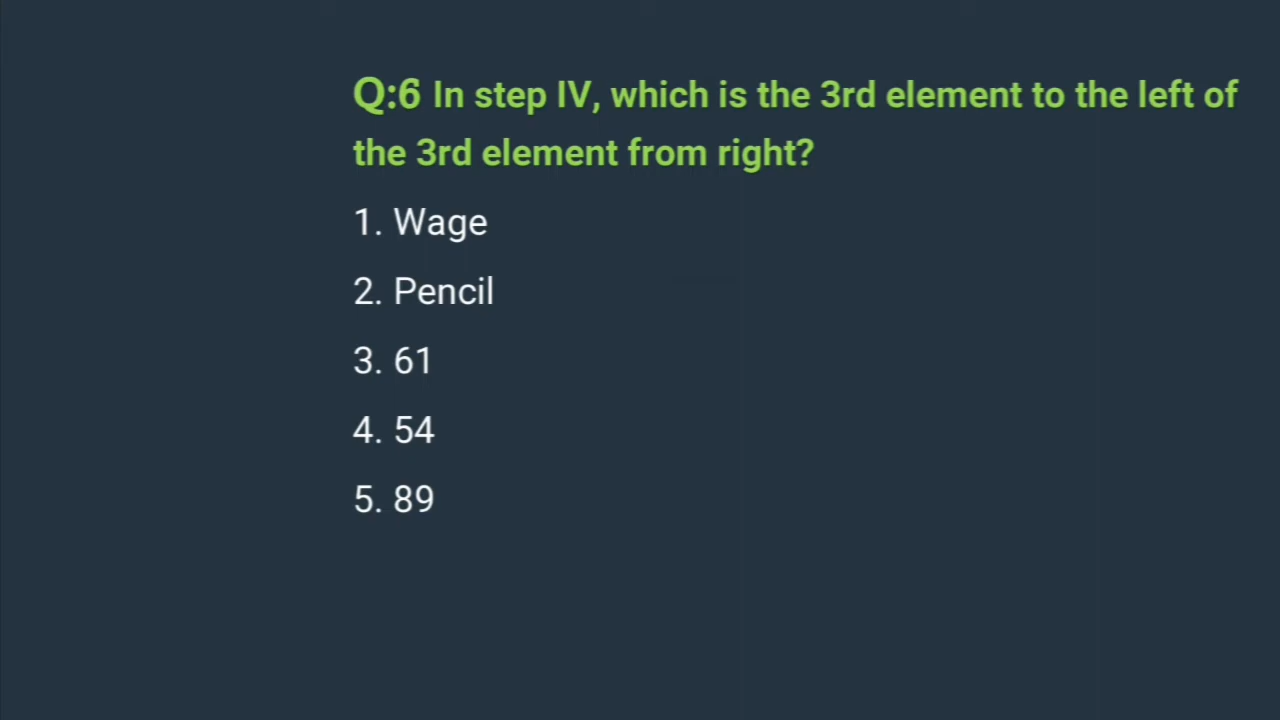 Q:6 In step IV, which is the 3rd element to the left of
the 3rd element from right?
1. Wage
2. Pencil
3. 61
4. 54
5. 89